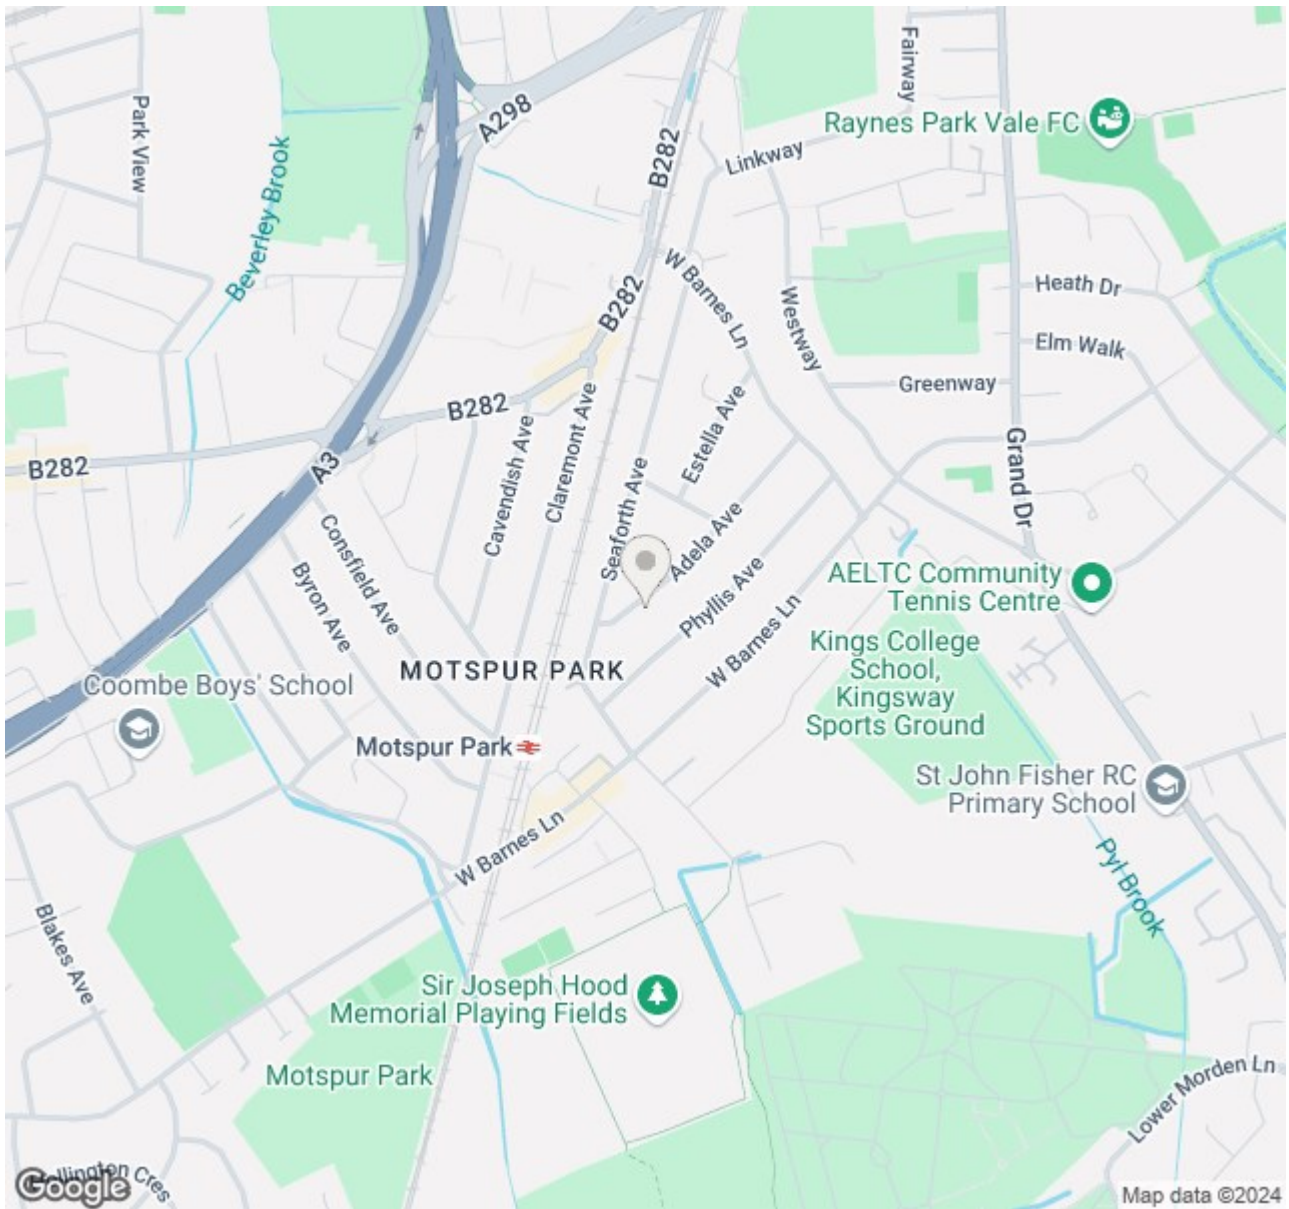 Fairway
Park View
A298
Raynes Park Vale FC
B282
Linkway
Beverley Brook
W Barnes Ln
Heath Dr
B282
Westway
Elm Walk
Greenway
B282
Claremont Ave
Estella Ave
Cavendish Ave
Grand Dr
B282
A3
Seaforth Ave
Adela Ave
Consfield Ave
Byron Ave
Phyllis Ave
AELTC Community
Tennis Centre
W Barnes Ln
Kings College
School,
Kingsway
Sports Ground
MOTSPUR PARK
Coombe Boys' School
Motspur Park
St John Fisher RC
Primary School
W Barnes Ln
Pyl Brook
Blakes Ave
Sir Joseph Hood
Memorial Playing Fields
Motspur Park
Lower Morden Ln
Cres
Google
Map data ©2024